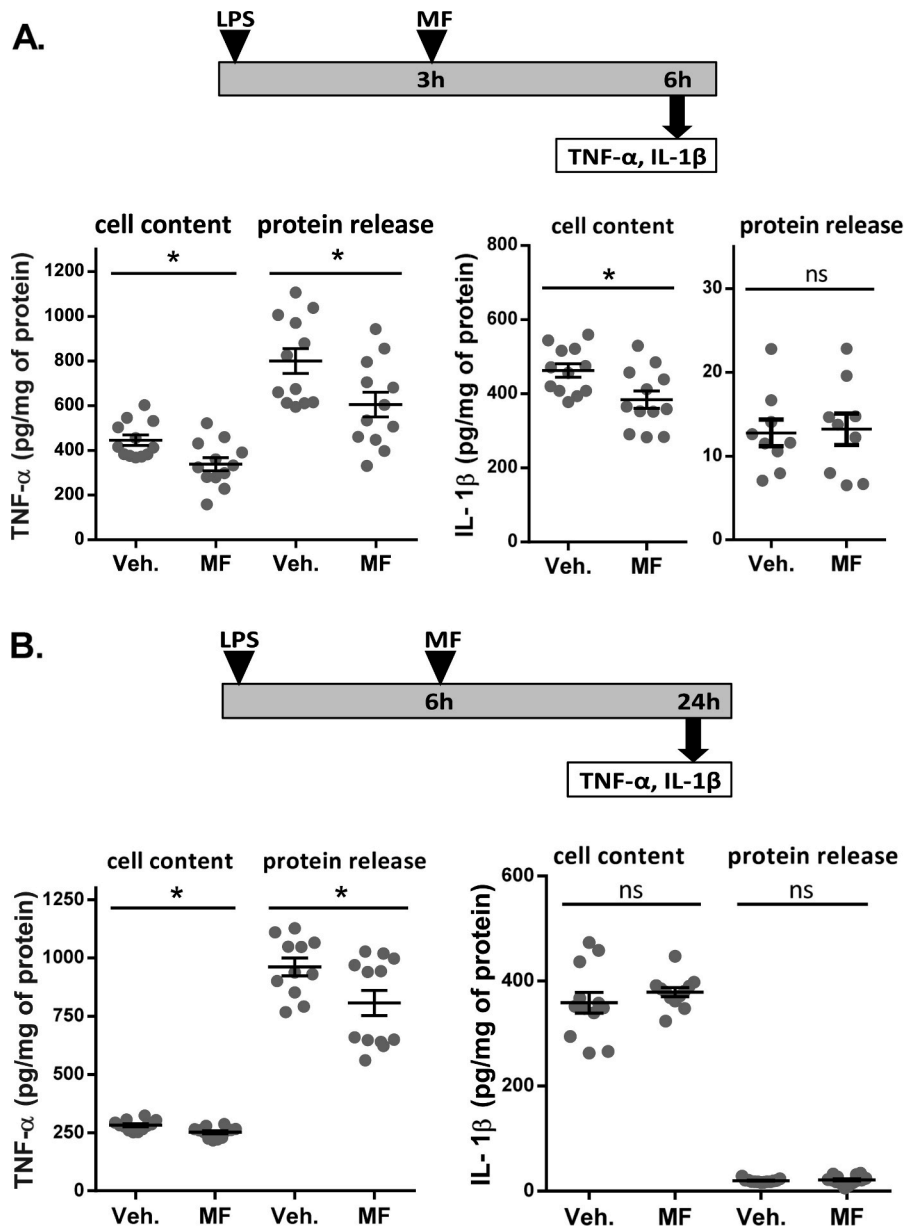 A.
LPS MF
3h 6h
TNF-α, IL-1β
cell content protein release
* *
TNF-α (pg/mg of protein)
1200
1000
800
600
400
200
0
Veh. MF Veh. MF
cell content protein release
* ns
IL- 1β (pg/mg of protein)
800
600
400
200
0
30
20
10
0
Veh. MF Veh. MF
B.
LPS MF
6h 24h
TNF-α, IL-1β
cell content protein release
* *
TNF-α (pg/mg of protein)
1250
1000
750
500
250
0
Veh. MF Veh. MF
cell content protein release
ns ns
IL- 1β (pg/mg of protein)
600
400
200
0
Veh. MF Veh. MF